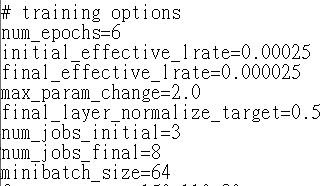 # training options
num_epochs=6
initial_effective_lrate=0.00025
final_effective_lrate=0.000025
max_param_change=2.0
final_layer_normalize_target=0.5
num_jobs_initial=3
num_jobs_final=8
minibatch_size=64